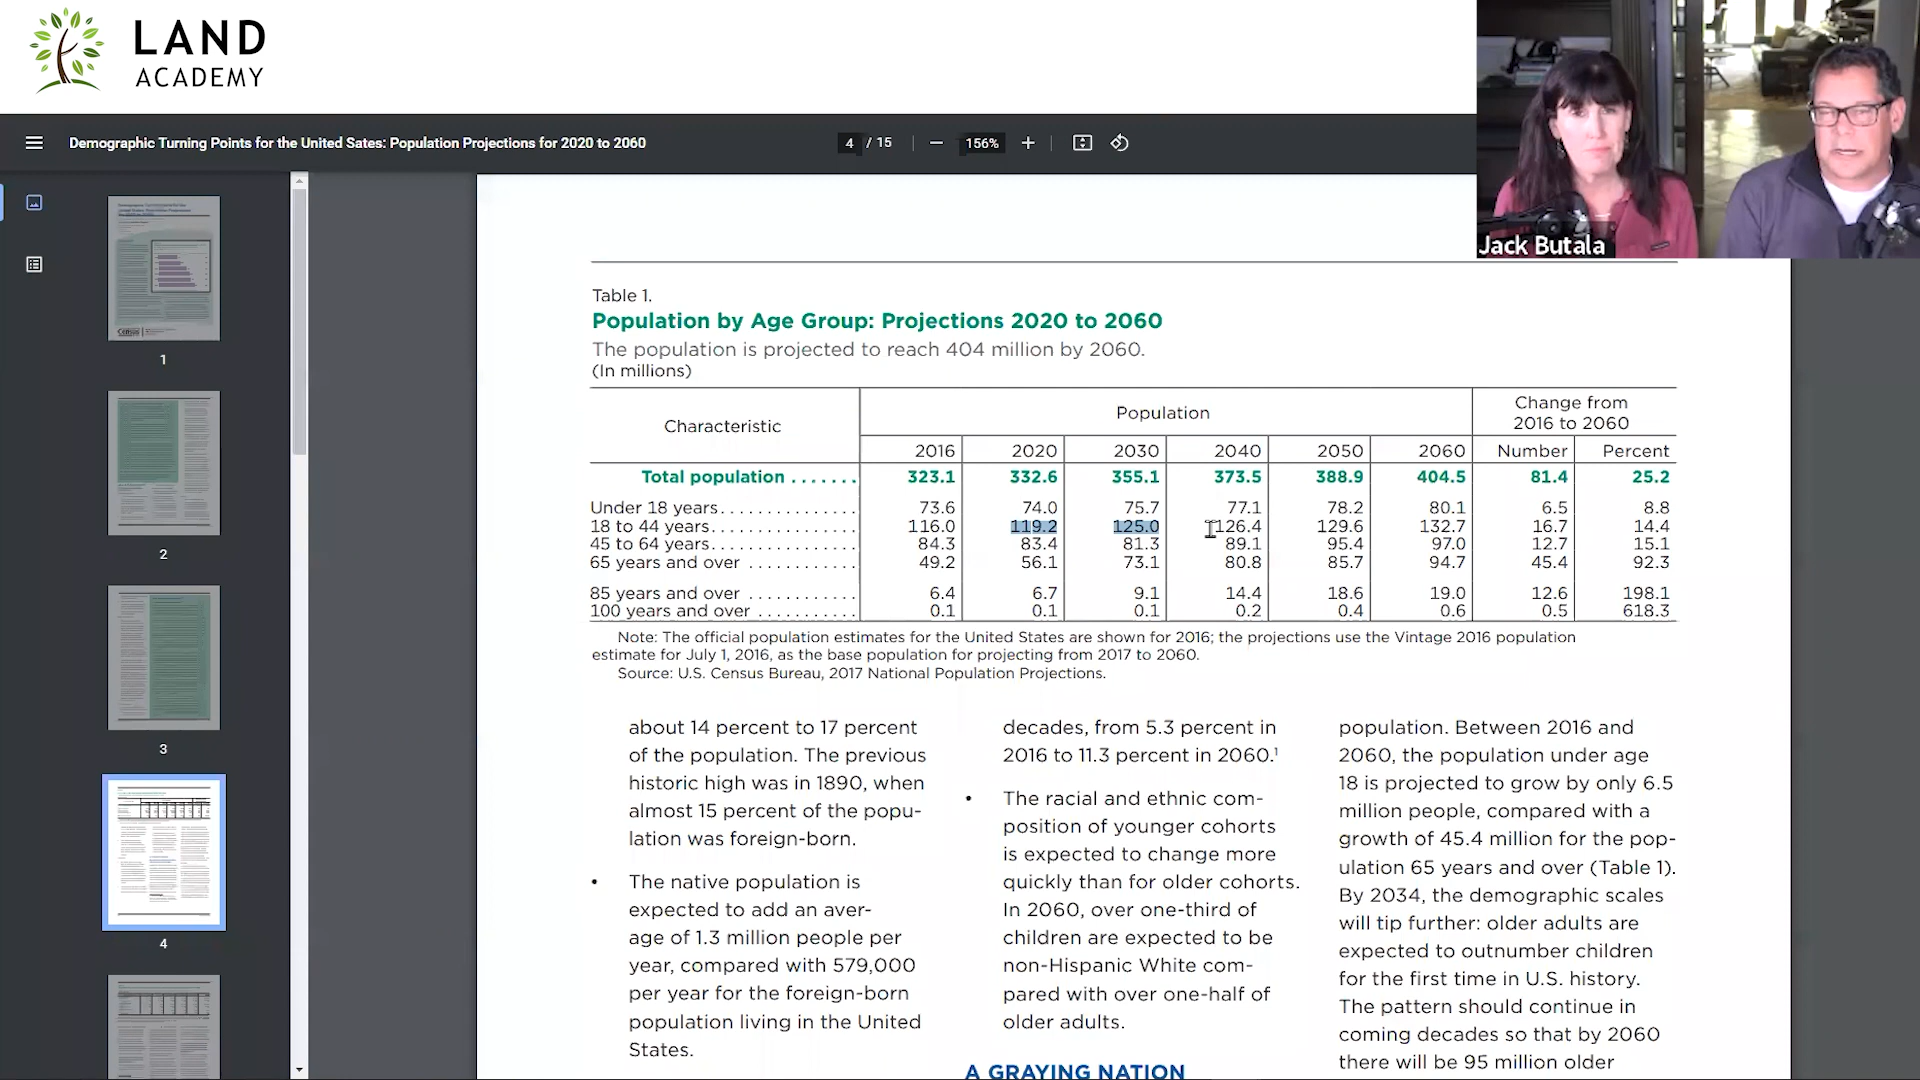 LAND
ACADEMY
Jack Butala
Demographic Turning Points for the United Sates: Population Projections for 2020 to 2060
4 / 15
156%
1
2
3
4
Table 1.
Population by Age Group: Projections 2020 to 2060
The population is projected to reach 404 million by 2060.
(In millions)
Characteristic Population Change from 2016 to 2060
2016 2020 2030 2040 2050 2060 Number Percent
Total population ....... 323.1 332.6 355.1 373.5 388.9 404.5 81.4 25.2
Under 18 years............... 73.6 74.0 75.7 77.1 78.2 80.1 6.5 8.8
18 to 44 years................ 116.0 119.2 125.0 126.4 129.6 132.7 16.7 14.4
45 to 64 years................ 84.3 83.4 81.3 89.1 95.4 97.0 12.7 15.1
65 years and over ............ 49.2 56.1 73.1 80.8 85.7 94.7 45.4 92.3
85 years and over ............ 6.4 6.7 9.1 14.4 18.6 19.0 12.6 198.1
100 years and over ........... 0.1 0.1 0.1 0.2 0.4 0.6 0.5 618.3
Note: The official population estimates for the United States are shown for 2016; the projections use the Vintage 2016 population
estimate for July 1, 2016, as the base population for projecting from 2017 to 2060.
Source: U.S. Census Bureau, 2017 National Population Projections.
about 14 percent to 17 percent
of the population. The previous
historic high was in 1890, when
almost 15 percent of the popu-
lation was foreign-born.
• The native population is
expected to add an aver-
age of 1.3 million people per
year, compared with 579,000
per year for the foreign-born
population living in the United
States.
decades, from 5.3 percent in
2016 to 11.3 percent in 2060.¹
• The racial and ethnic com-
position of younger cohorts
is expected to change more
quickly than for older cohorts.
In 2060, over one-third of
children are expected to be
non-Hispanic White com-
pared with over one-half of
older adults.
A GRAYING NATION
population. Between 2016 and
2060, the population under age
18 is projected to grow by only 6.5
million people, compared with a
growth of 45.4 million for the pop-
ulation 65 years and over (Table 1).
By 2034, the demographic scales
will tip further: older adults are
expected to outnumber children
for the first time in U.S. history.
The pattern should continue in
coming decades so that by 2060
there will be 95 million older